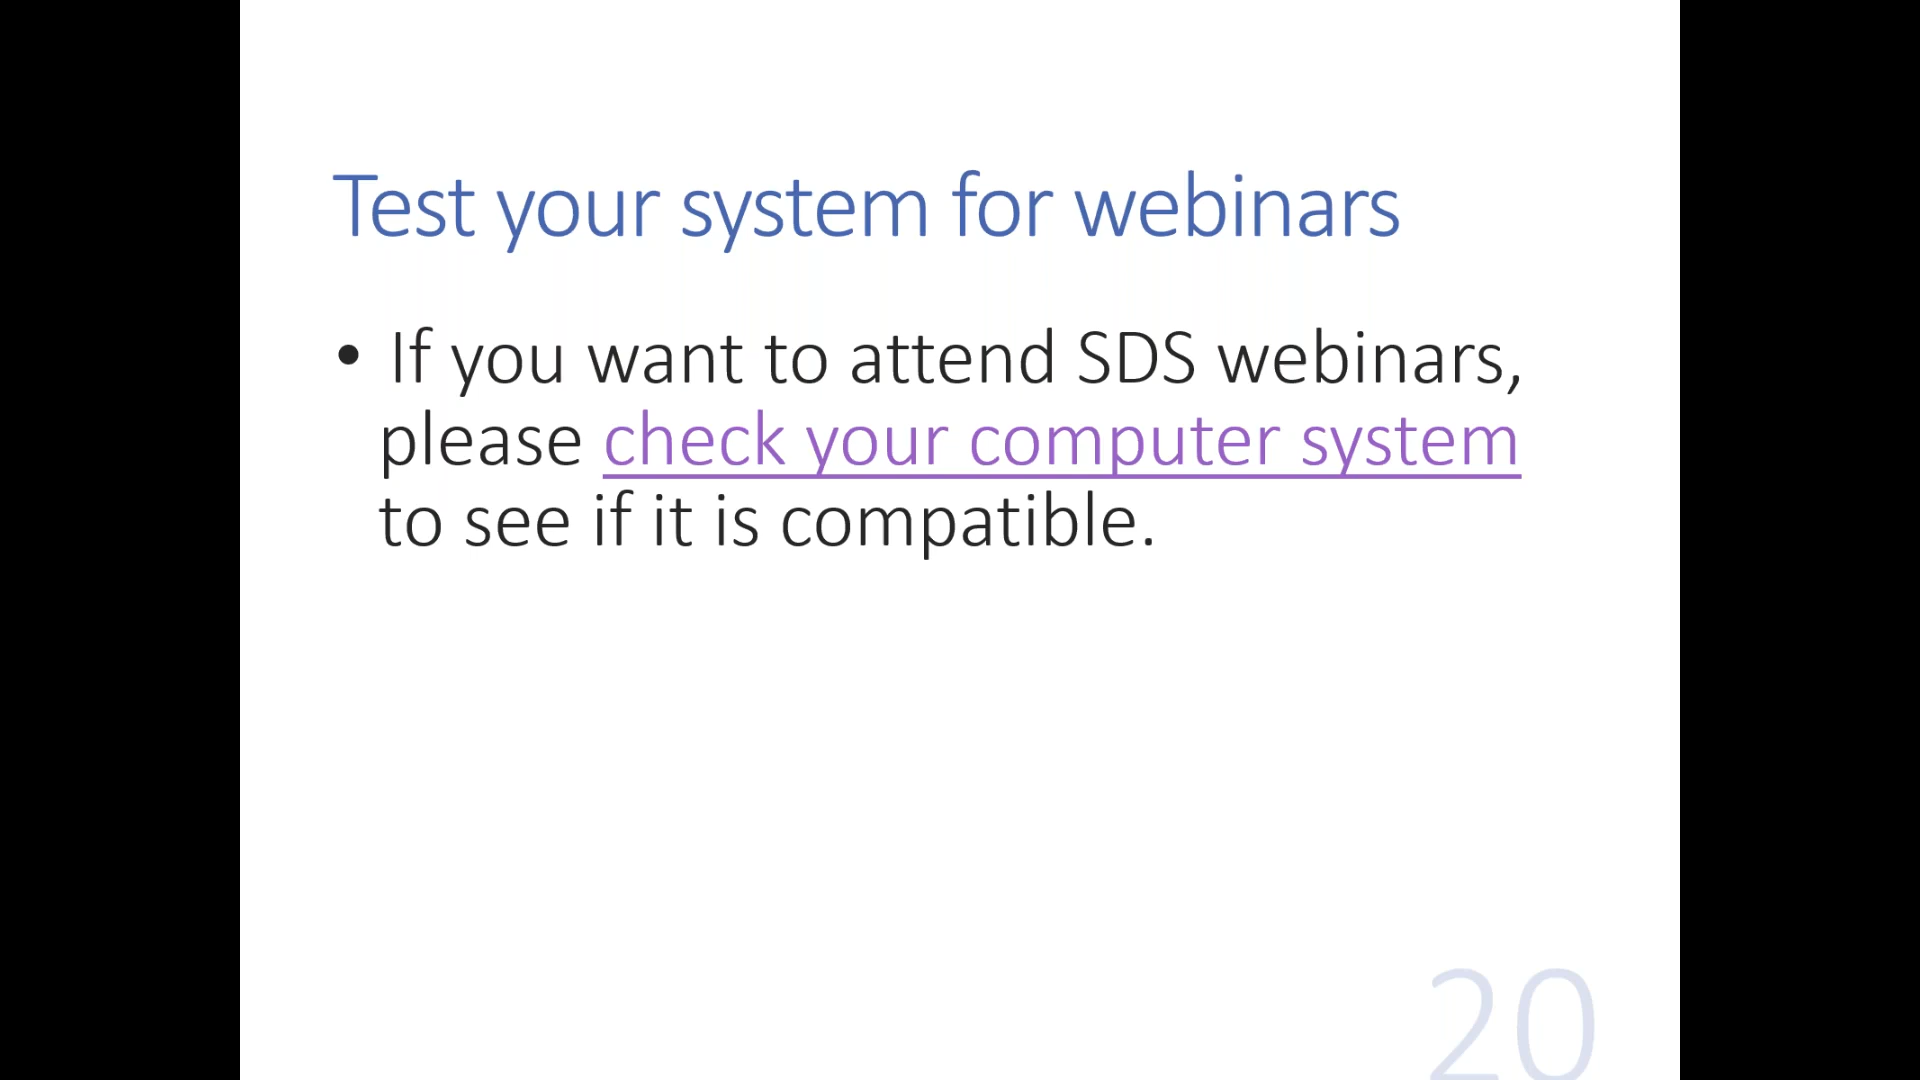 Test your system for webinars
• If you want to attend SDS webinars,
please check your computer system
to see if it is compatible.
20